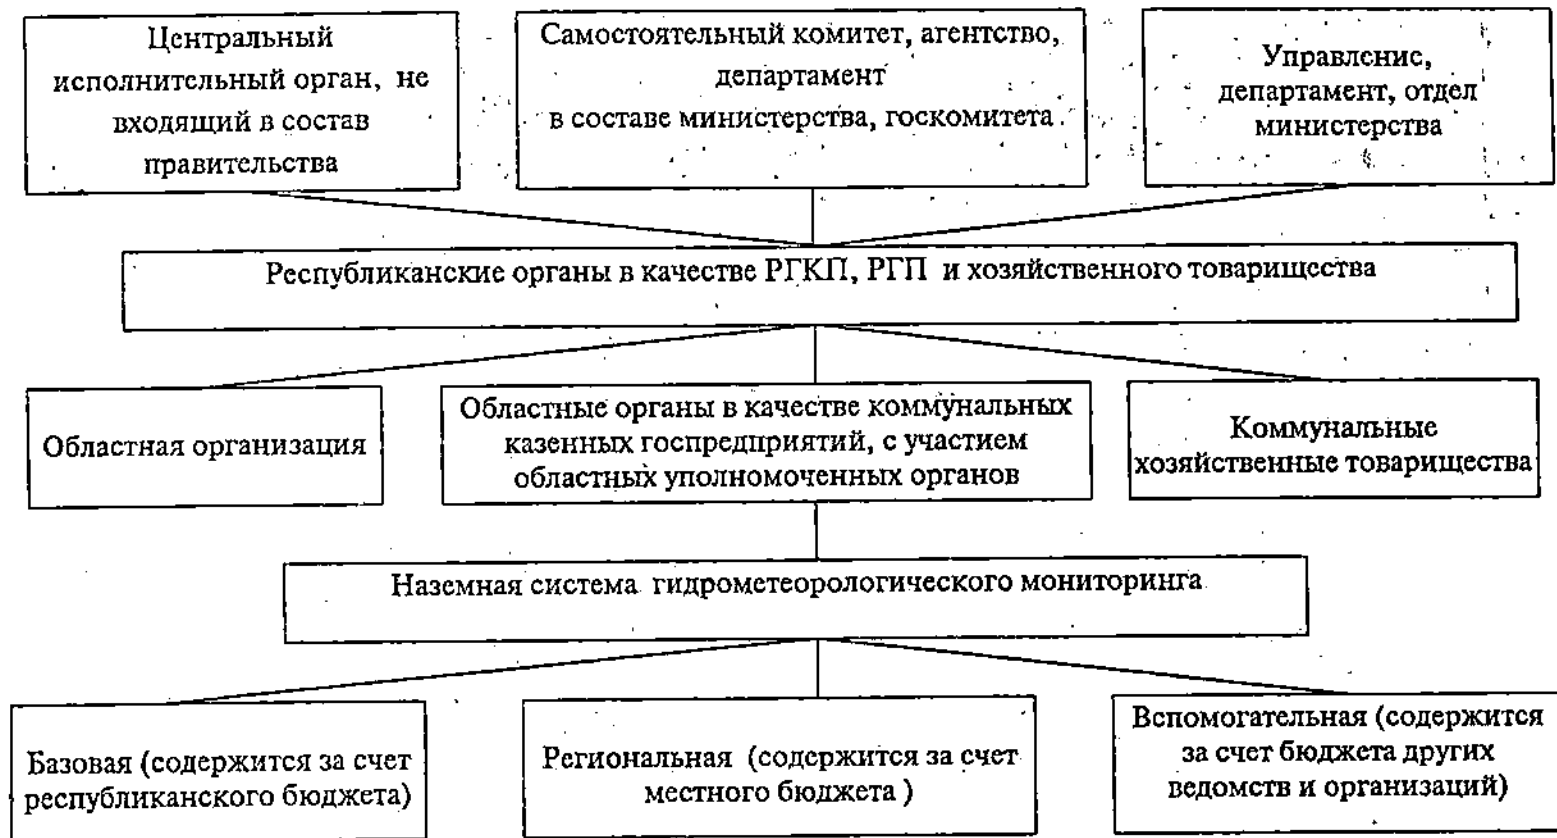 Центральный
исполнительный орган, не
входящий в состав
правительства
Самостоятельный комитет, агентство,
департамент
в составе министерства, госкомитета
Управление,
департамент, отдел
министерства
Республиканские органы в качестве РГКП, РГП и хозяйственного товарищества
Областная организация
Областные органы в качестве коммунальных
казенных госпредприятий, с участием
областных уполномоченных органов
Коммунальные
хозяйственные товарищества
Наземная система гидрометеорологического мониторинга
Базовая (содержится за счет
республиканского бюджета)
Региональная (содержится за счет
местного бюджета )
Вспомогательная (содержится
за счет бюджета других
ведомств и организаций)